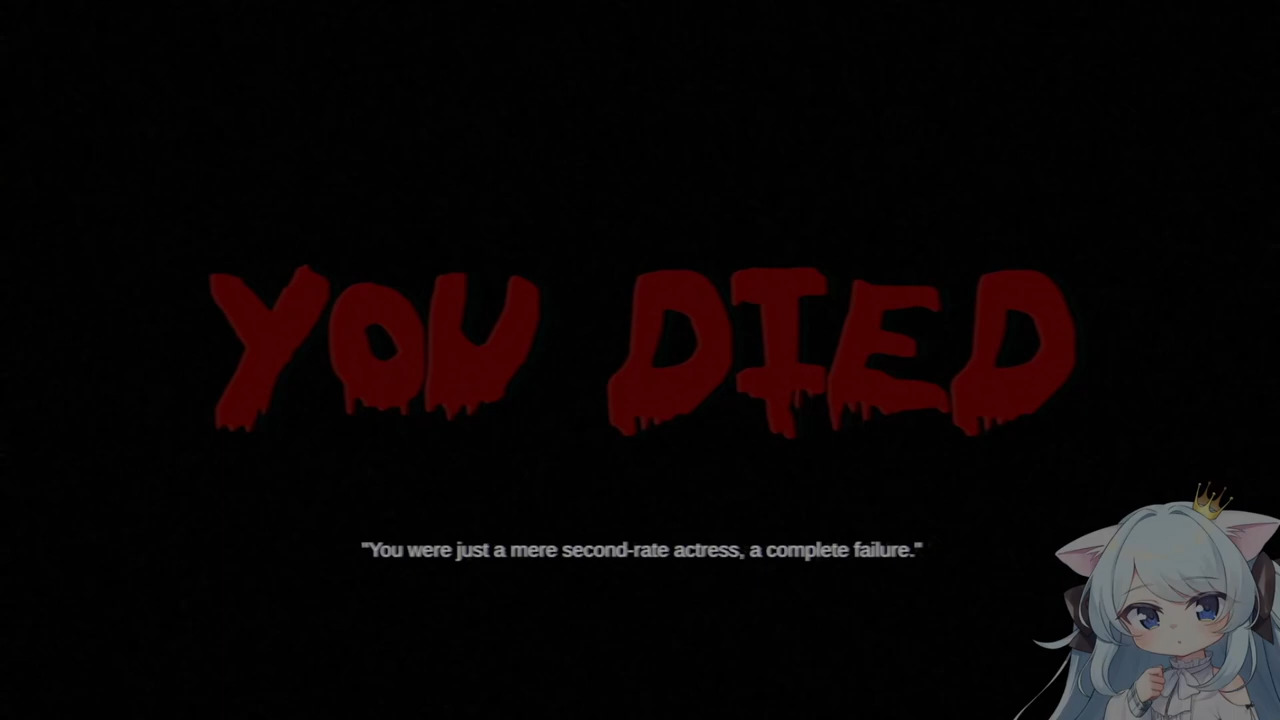 YOU DIED
"You were just a mere second-rate actress, a complete failure."